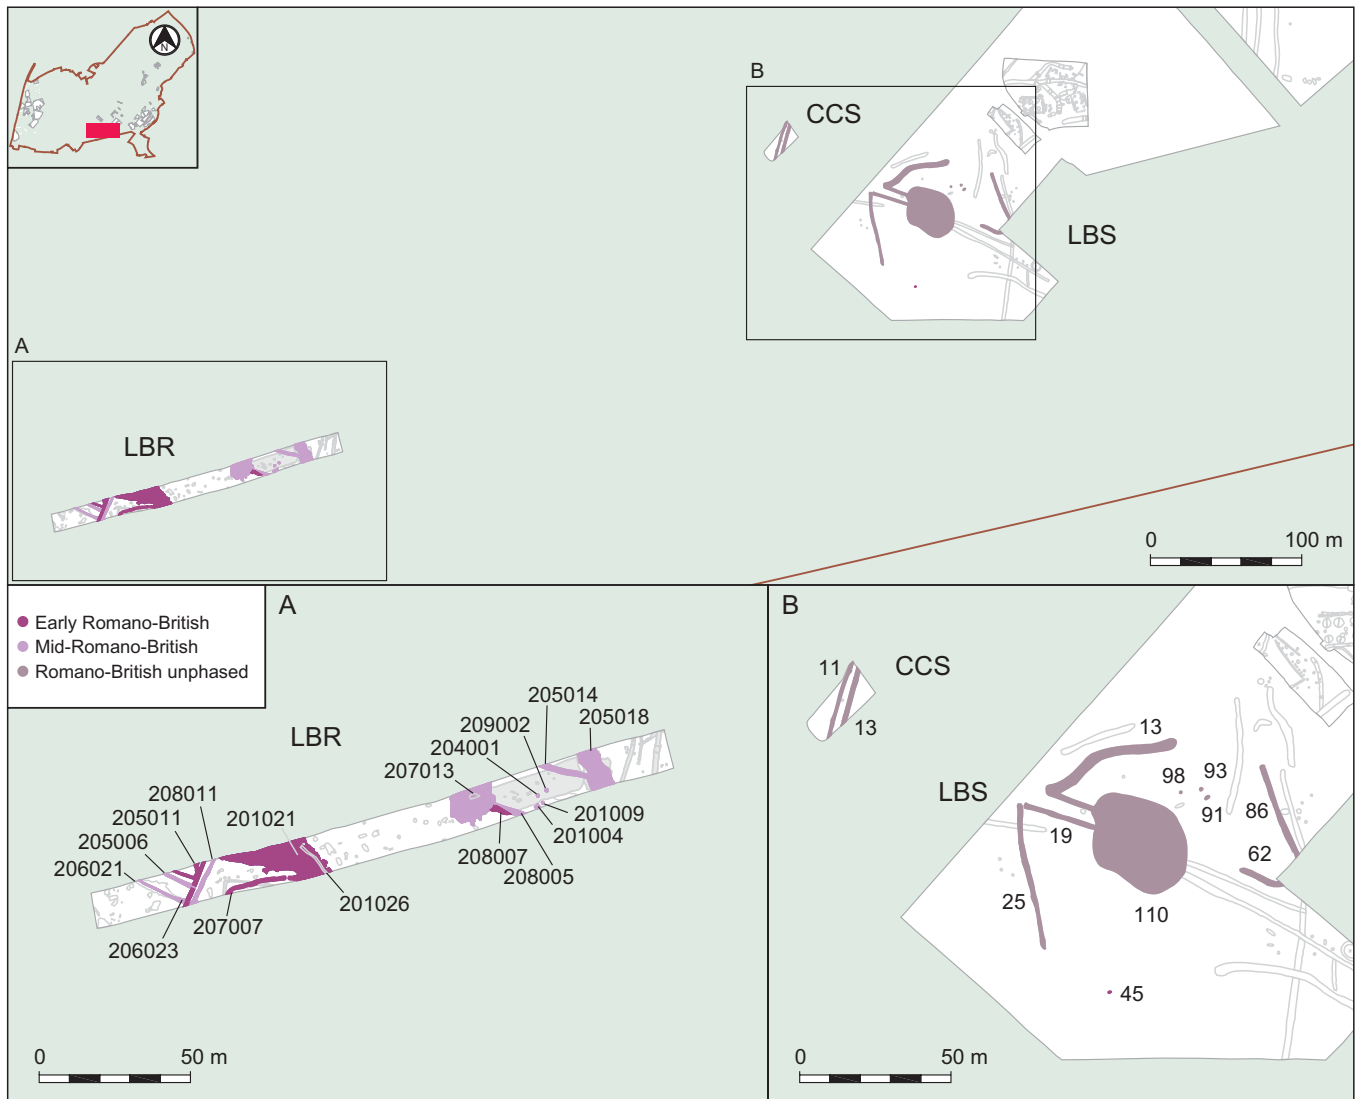 N
B
CCS
LBS
A
LBR
0 100 m
Early Romano-British
Mid-Romano-British
Romano-British unphased
A
LBR
205014
209002
205018
204001
207013
208011
205011
201021
205006
206021
201009
201004
208007
208005
201026
207007
206023
0 50 m
B
11
CCS
13
13
LBS
98
93
91
86
19
62
25
110
45
0 50 m